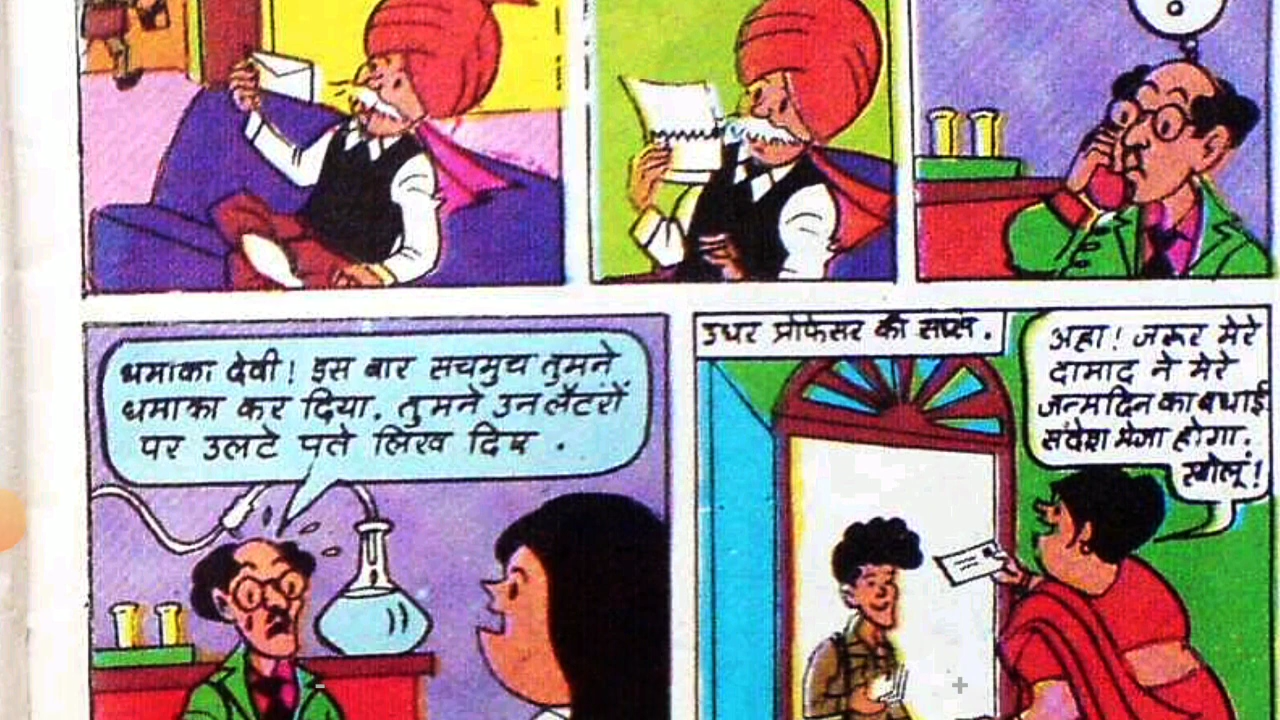 धमाका देवी! इस बार सचमुच तुमने
धमाका कर दिया. तुमने उन लैटरों
पर उलटे पते लिख दिए .
उधर प्रोफेसर की सास .
अहा! जरूर मेरे
दामाद ने मेरे
जन्मदिन का बधाई
संदेश भेजा होगा.
खोलूं!